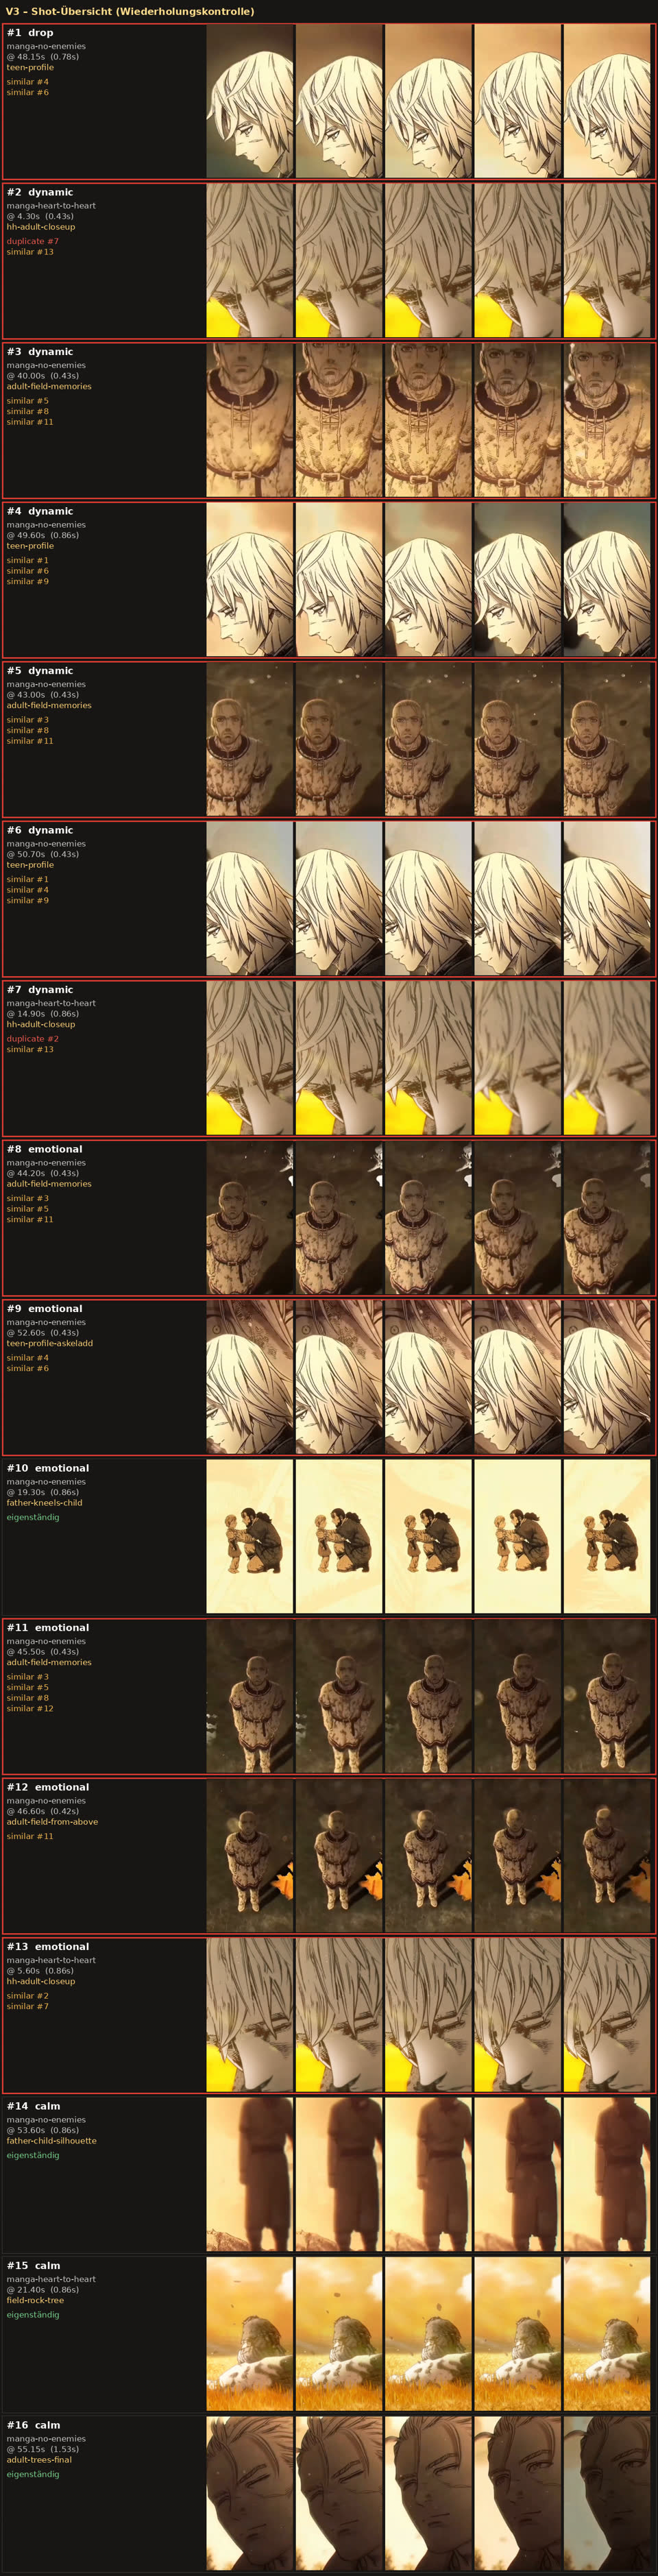 V3 – Shot-Übersicht (Wiederholungskontrolle)
#1 drop
manga-no-enemies
@ 48.15s (0.78s)
teen-profile
similar #4
similar #6
#2 dynamic
manga-heart-to-heart
@ 4.30s (0.43s)
hh-adult-closeup
duplicate #7
similar #13
#3 dynamic
manga-no-enemies
@ 40.00s (0.43s)
adult-field-memories
similar #5
similar #8
similar #11
#4 dynamic
manga-no-enemies
@ 49.60s (0.86s)
teen-profile
similar #1
similar #6
similar #9
#5 dynamic
manga-no-enemies
@ 43.00s (0.43s)
adult-field-memories
similar #3
similar #8
similar #11
#6 dynamic
manga-no-enemies
@ 50.70s (0.43s)
teen-profile
similar #1
similar #4
similar #9
#7 dynamic
manga-heart-to-heart
@ 14.90s (0.86s)
hh-adult-closeup
duplicate #2
similar #13
#8 emotional
manga-no-enemies
@ 44.20s (0.43s)
adult-field-memories
similar #3
similar #5
similar #11
#9 emotional
manga-no-enemies
@ 52.60s (0.43s)
teen-profile-askeladd
similar #4
similar #6
#10 emotional
manga-no-enemies
@ 19.30s (0.86s)
father-kneels-child
eigenständig
#11 emotional
manga-no-enemies
@ 45.50s (0.43s)
adult-field-memories
similar #3
similar #5
similar #8
similar #12
#12 emotional
manga-no-enemies
@ 46.60s (0.42s)
adult-field-from-above
similar #11
#13 emotional
manga-heart-to-heart
@ 5.60s (0.86s)
hh-adult-closeup
similar #2
similar #7
#14 calm
manga-no-enemies
@ 53.60s (0.86s)
father-child-silhouette
eigenständig
#15 calm
manga-heart-to-heart
@ 21.40s (0.86s)
field-rock-tree
eigenständig
#16 calm
manga-no-enemies
@ 55.15s (1.53s)
adult-trees-final
eigenständig